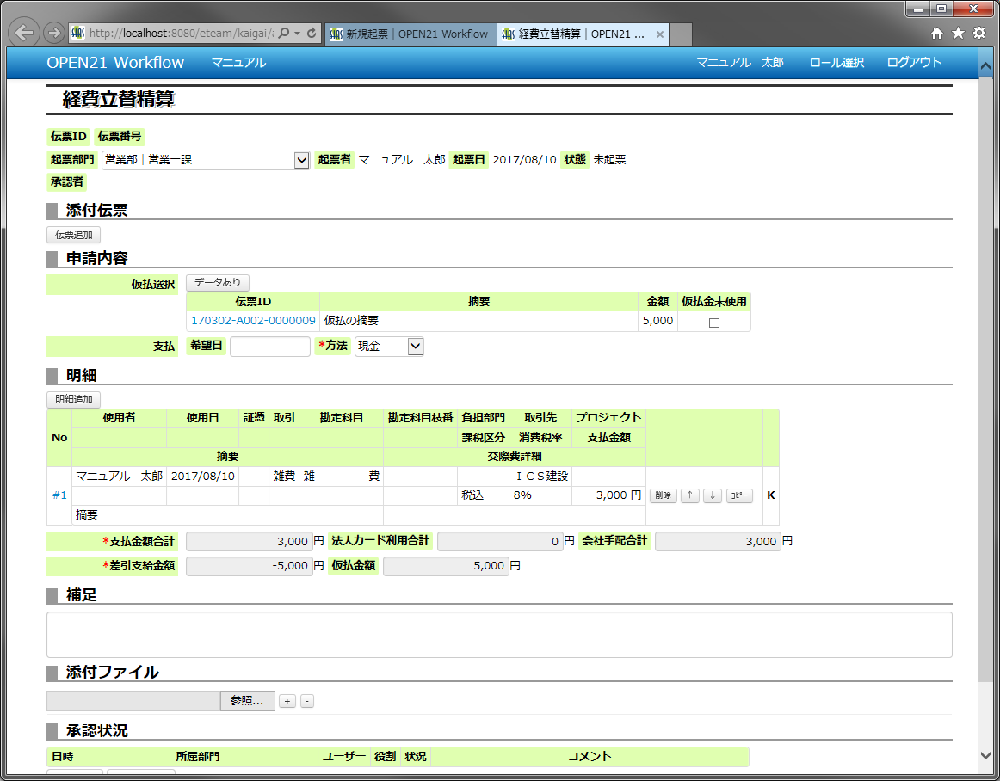 http://localhost:8080/eteam/kaigai/
新規起票｜OPEN21 Workflow
経費立替精算｜OPEN21 ...
OPEN21 Workflow マニュアル マニュアル　太郎 ロール選択 ログアウト
経費立替精算
伝票ID 伝票番号
起票部門 営業部｜営業一課 起票者 マニュアル　太郎 起票日 2017/08/10 状態 未起票
承認者
添付伝票
伝票追加
申請内容
仮払選択 データあり
伝票ID 摘要 金額 仮払金未使用
170302-A002-0000009 仮払の摘要 5,000
支払 希望日 *方法 現金
明細
明細追加
No 使用者 使用日 証憑 取引 勘定科目 勘定科目枝番 負担部門 取引先 プロジェクト
課税区分 消費税率 支払金額
摘要 交際費詳細
#1 マニュアル　太郎 2017/08/10 雑費 雑　　　　費 ＩＣＳ建設
税込 8% 3,000 円 削除 ↑ ↓ ｺﾋﾟｰ K
摘要
*支払金額合計 3,000 円 法人カード利用合計 0 円 会社手配合計 3,000 円
*差引支給金額 -5,000 円 仮払金額 5,000 円
補足
添付ファイル
参照... + -
承認状況
日時 所属部門 ユーザー 役割 状況 コメント